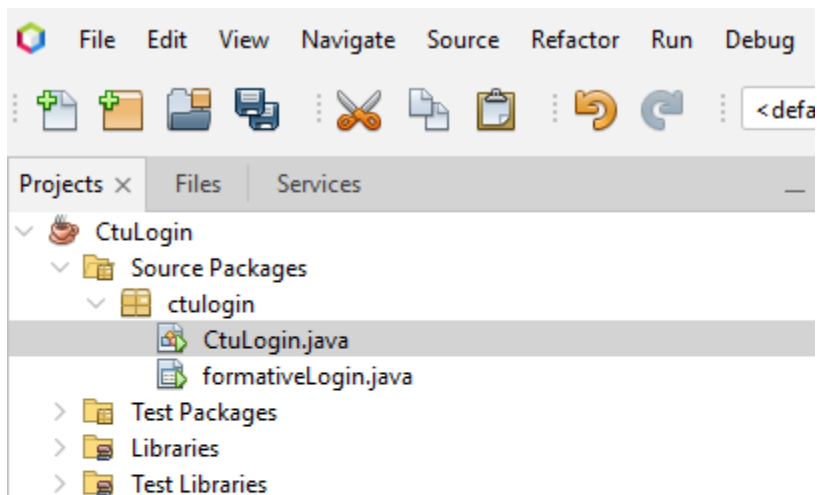 File Edit View Navigate Source Refactor Run Debug
<defa
Projects Files Services
CtuLogin
Source Packages
ctulogin
CtuLogin.java
formativeLogin.java
Test Packages
Libraries
Test Libraries